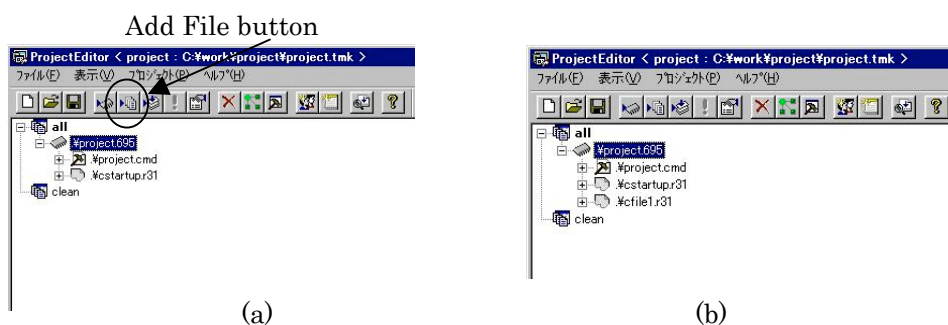 Add File button
ProjectEditor < project : C:¥work¥project¥project.tmk >
ファイル(F) 表示(V) プロジェクト(P) ヘルプ(H)
all
.¥project.695
.¥project.cmd
.¥cstartup.r31
clean
(a)
ProjectEditor < project : C:¥work¥project¥project.tmk >
ファイル(F) 表示(V) プロジェクト(P) ヘルプ(H)
all
.¥project.695
.¥project.cmd
.¥cstartup.r31
.¥cfile1.r31
clean
(b)